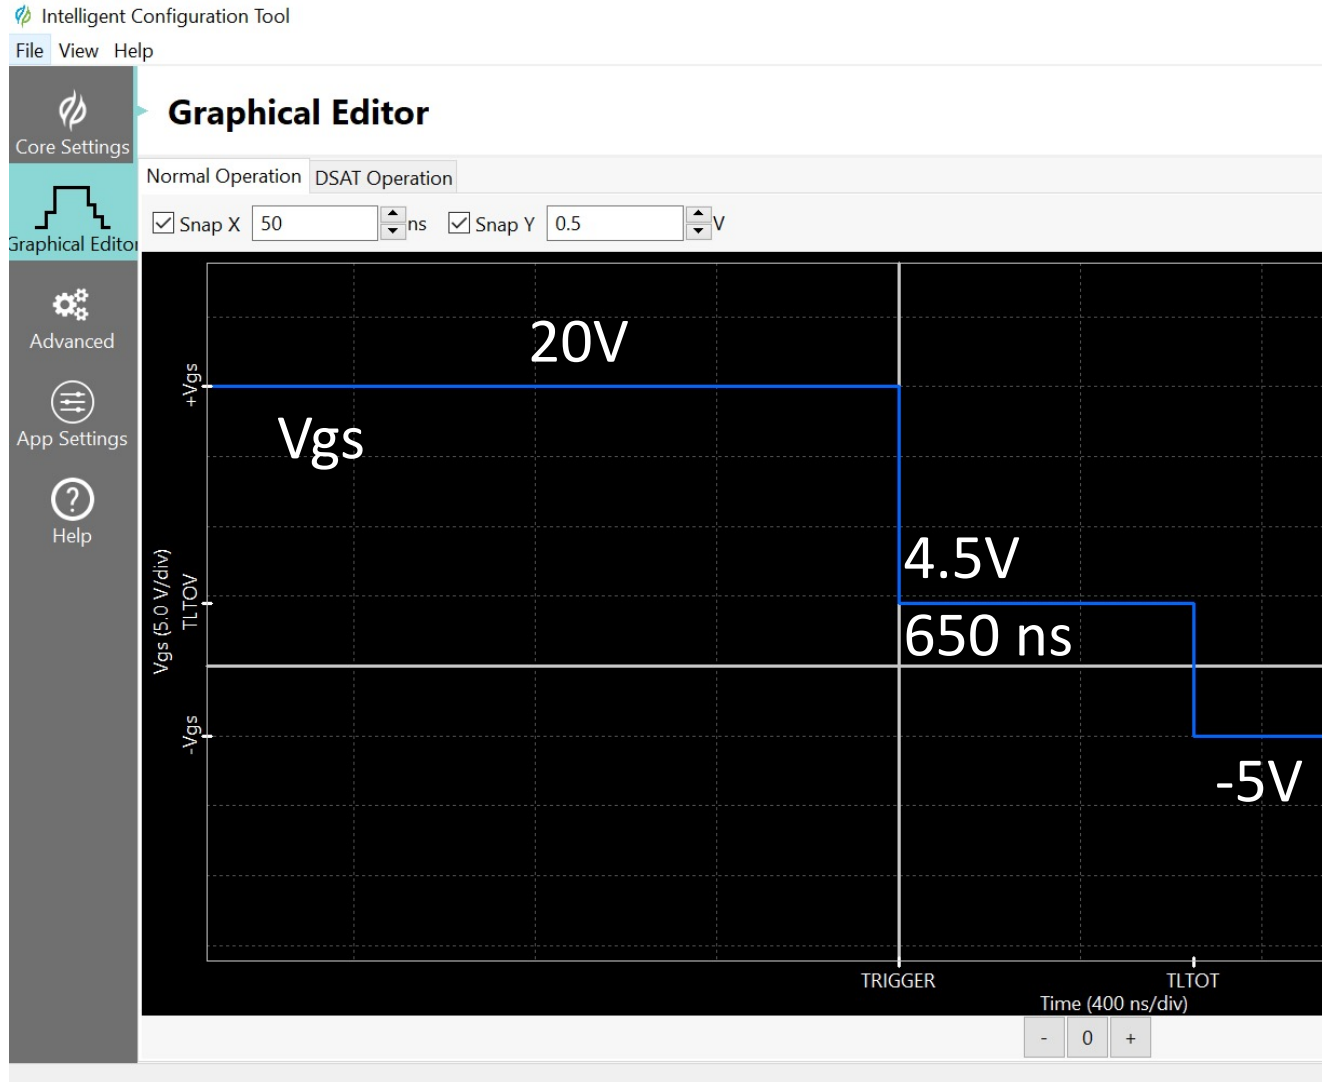 Intelligent Configuration Tool
File View Help
Core Settings
Graphical Editor
Advanced
App Settings
Help
Graphical Editor
Normal Operation DSAT Operation
Snap X 50 ns Snap Y 0.5 V
20V
+Vgs
Vgs
4.5V
Vgs (5.0 V/div)
TLTOV
650 ns
-Vgs
-5V
TRIGGER TLTOT
Time (400 ns/div)
- 0 +